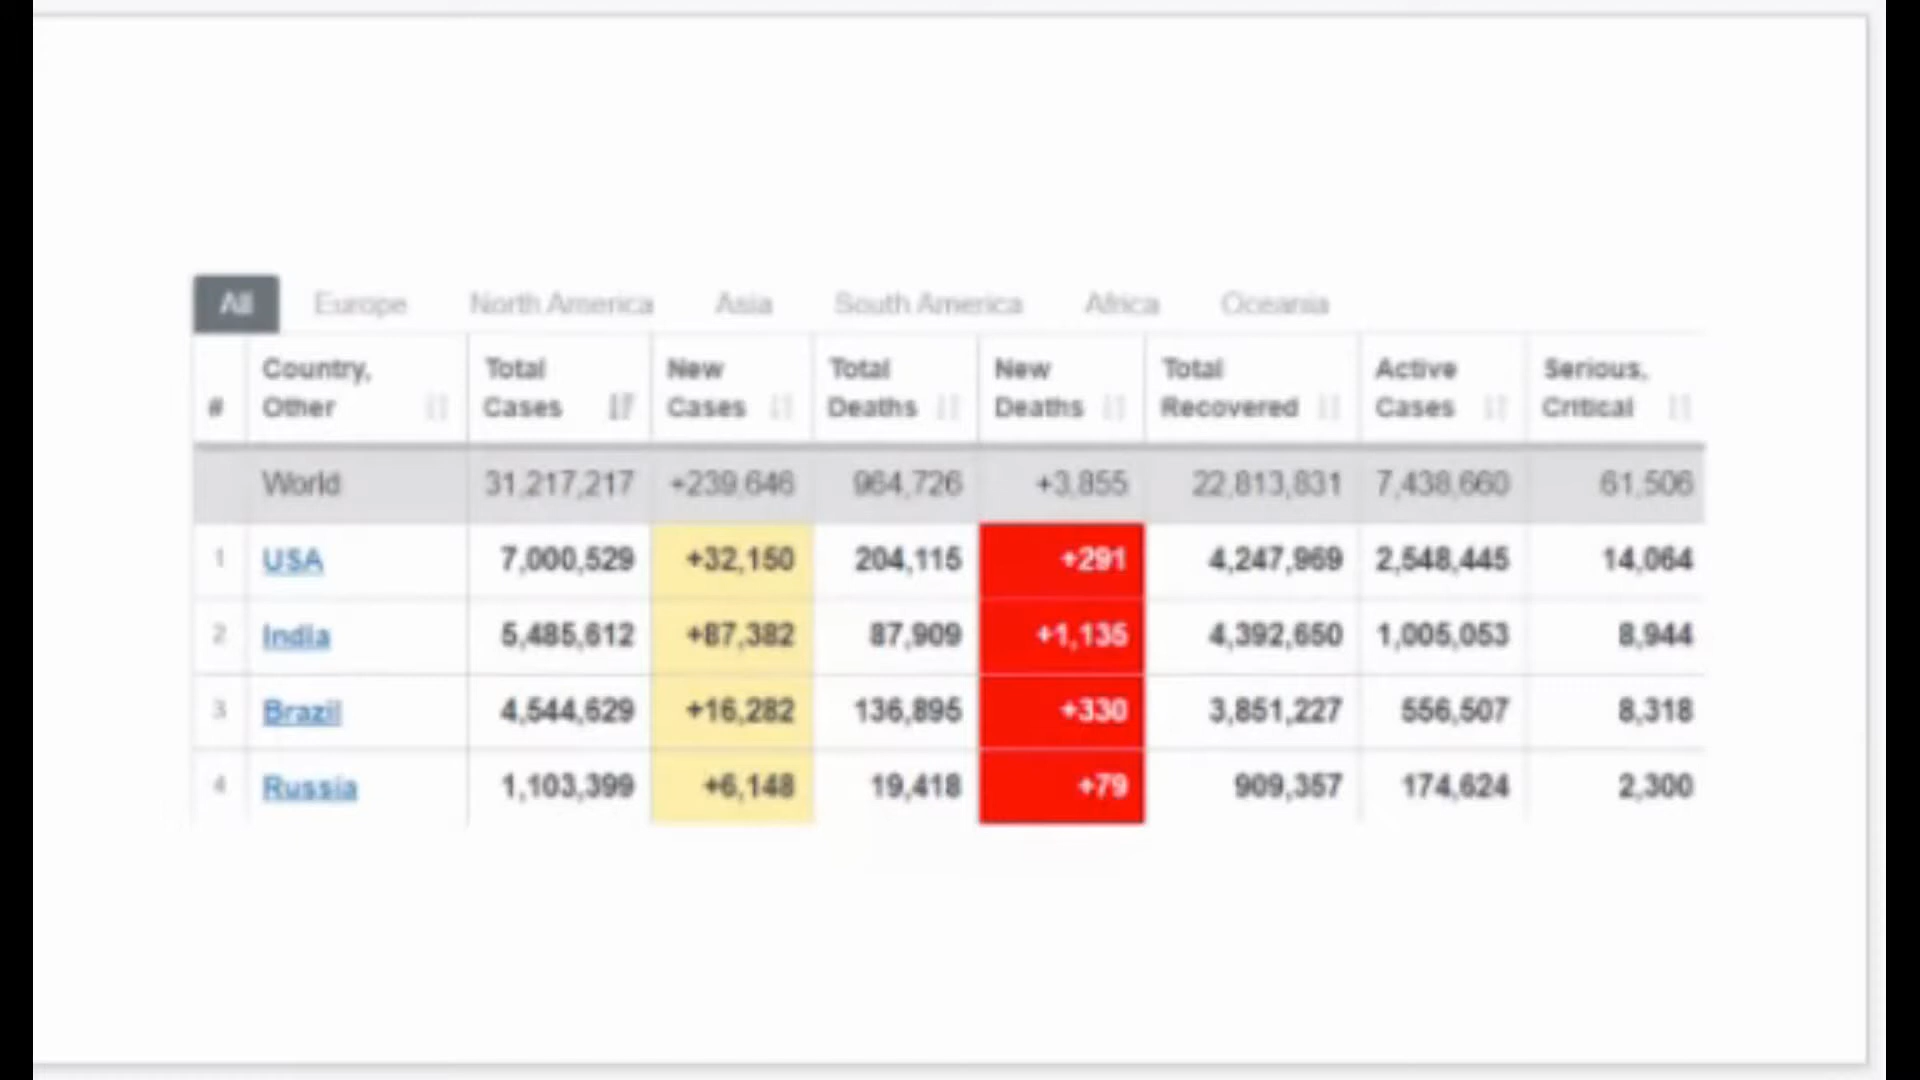 All Europe North America Asia South America Africa Oceania
# Country, Other Total Cases New Cases Total Deaths New Deaths Total Recovered Active Cases Serious, Critical
World 31,217,217 +239,646 964,726 +3,855 22,813,831 7,438,660 61,506
1 USA 7,000,529 +32,150 204,115 +291 4,247,969 2,548,445 14,064
2 India 5,485,612 +87,382 87,909 +1,135 4,392,650 1,005,053 8,944
3 Brazil 4,544,629 +16,282 136,895 +330 3,851,227 556,507 8,318
4 Russia 1,103,399 +6,148 19,418 +79 909,357 174,624 2,300